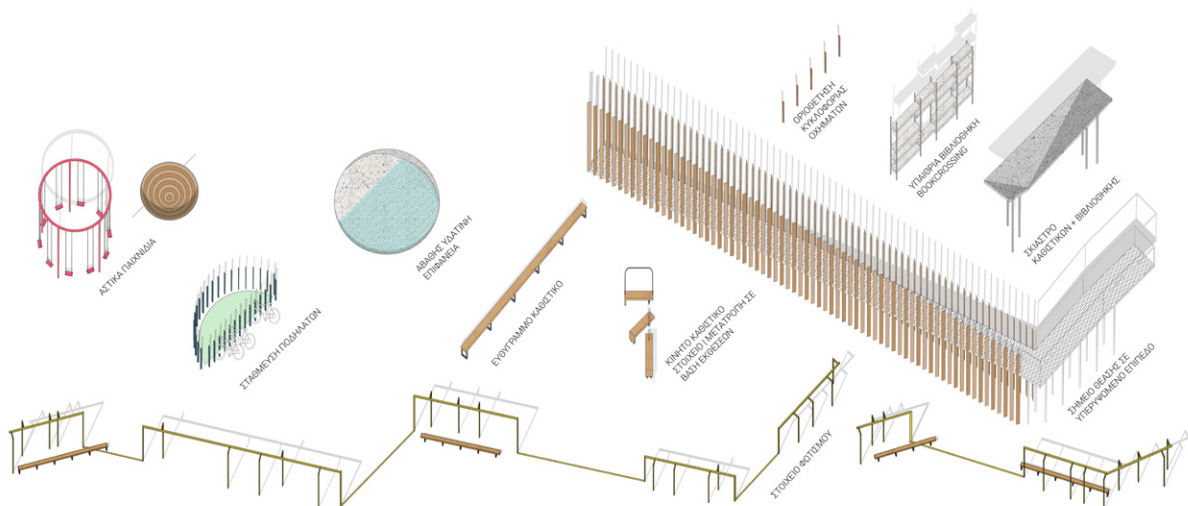 ΑΣΤΙΚΑ ΠΑΙΧΝΙΔΙΑ
ΣΤΑΘΜΕΥΣΗ ΠΟΔΗΛΑΤΩΝ
ΑΒΑΘΗΣ ΥΔΑΤΙΝΗ
ΕΠΙΦΑΝΕΙΑ
ΕΥΘΥΓΡΑΜΜΟ ΚΑΘΙΣΤΙΚΟ
ΚΙΝΗΤΟ ΚΑΘΙΣΤΙΚΟ
ΣΤΟΙΧΕΙΟ | ΜΕΤΑΤΡΟΠΗ ΣΕ
ΒΑΣΗ ΕΚΘΕΣΕΩΝ
ΟΡΙΟΘΕΤΗΣΗ
ΚΥΚΛΟΦΟΡΙΑΣ
ΟΧΗΜΑΤΩΝ
ΥΠΑΙΘΡΙΑ ΒΙΒΛΙΟΘΗΚΗ
BOOKCROSSING
ΣΚΙΑΣΤΡΟ
ΚΑΘΙΣΤΙΚΩΝ + ΒΙΒΛΙΟΘΗΚΗΣ
ΣΗΜΕΙΟ ΘΕΑΣΗΣ ΣΕ
ΥΠΕΡΥΨΩΜΕΝΟ ΕΠΙΠΕΔΟ
ΣΤΟΙΧΕΙΟ ΦΩΤΙΣΜΟΥ